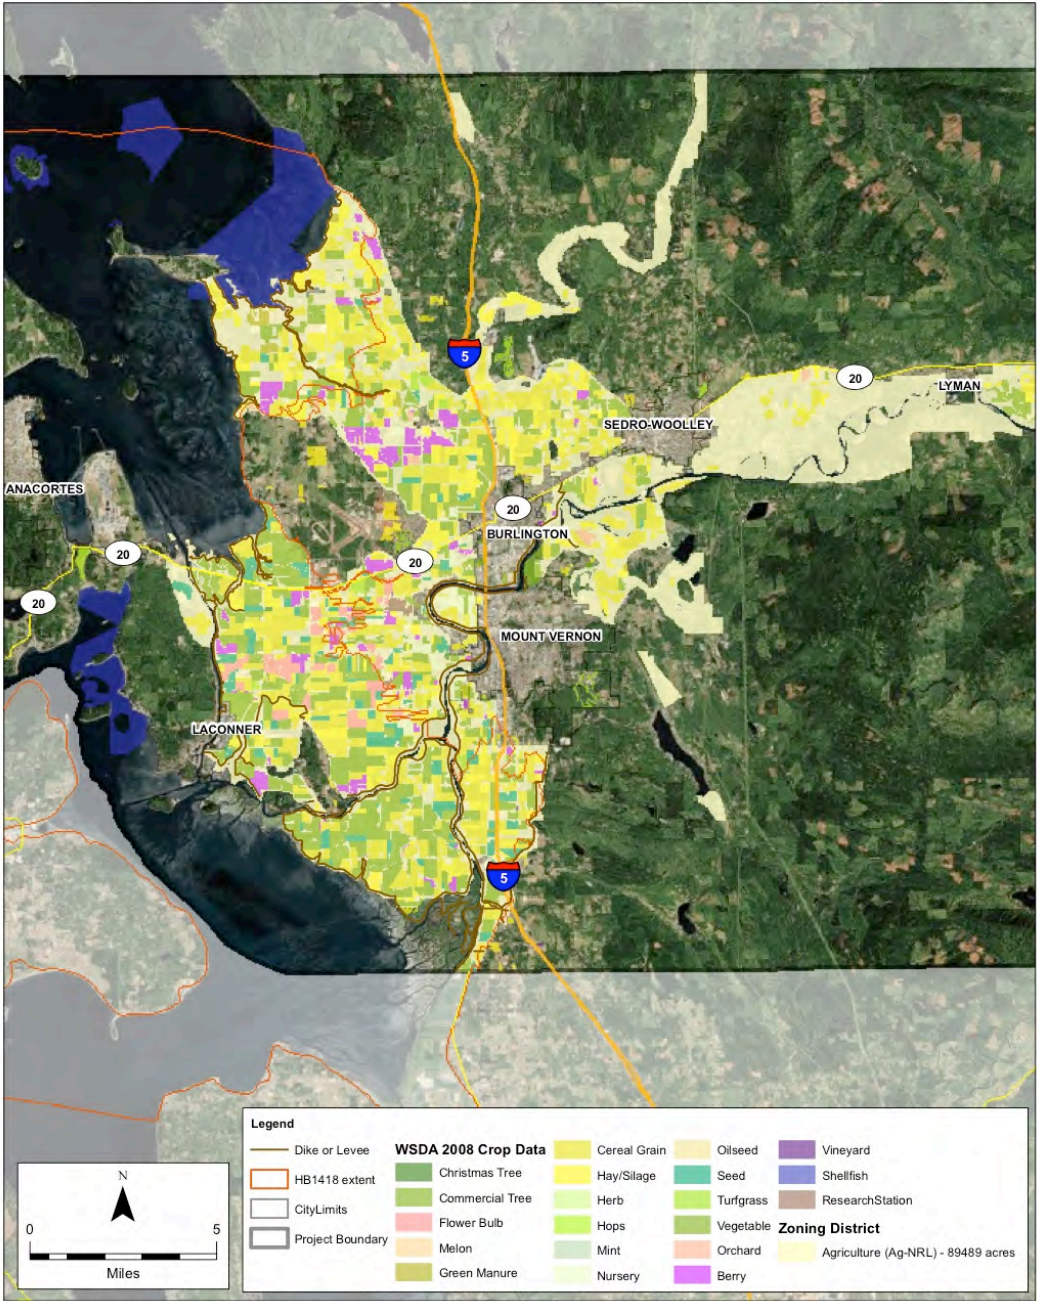 5
20
LYMAN
SEDRO-WOOLLEY
ANACORTES
20
BURLINGTON
20
20
20
MOUNT VERNON
LACONNER
5
Legend
Dike or Levee
HB1418 extent
CityLimits
Project Boundary
WSDA 2008 Crop Data
Christmas Tree
Commercial Tree
Flower Bulb
Melon
Green Manure
Cereal Grain
Hay/Silage
Herb
Hops
Mint
Nursery
Oilseed
Seed
Turfgrass
Vegetable
Orchard
Berry
Vineyard
Shellfish
ResearchStation
Zoning District
Agriculture (Ag-NRL) - 89489 acres
N
0 5
Miles